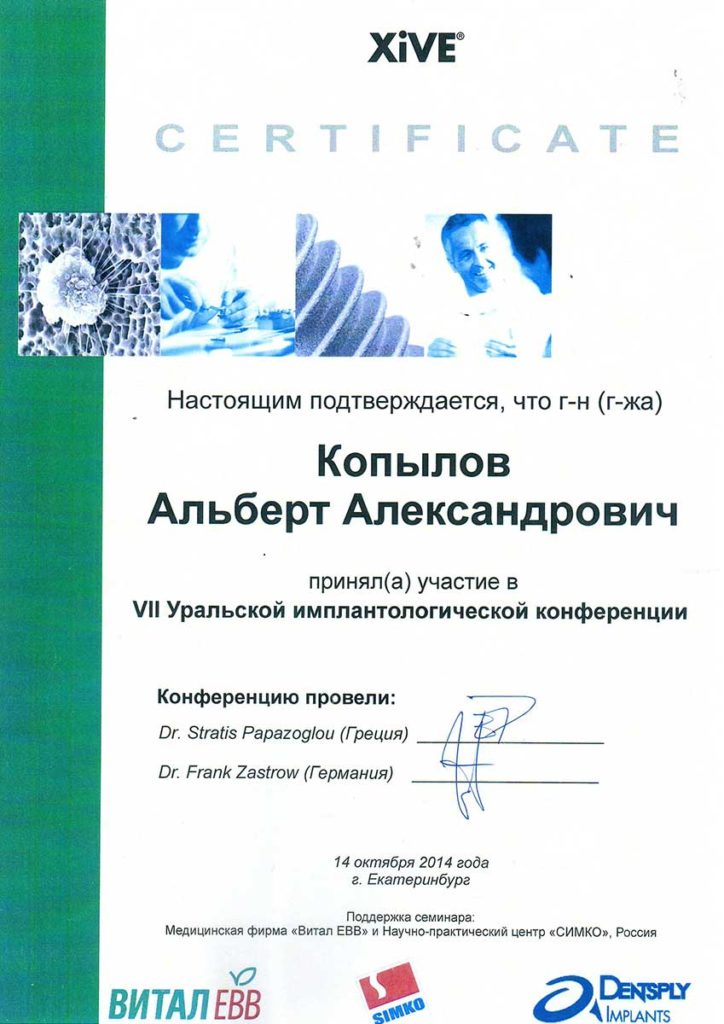 XiVE®
CERTIFICATE
Настоящим подтверждается, что г-н (г-жа)
Копылов
Альберт Александрович
принял(а) участие в
VII Уральской имплантологической конференции
Конференцию провели:
Dr. Stratis Papazoglou (Греция)
Dr. Frank Zastrow (Германия)
14 октября 2014 года
г. Екатеринбург
Поддержка семинара:
Медицинская фирма «Витал ЕВВ» и Научно-практический центр «СИМКО», Россия
ВИТАЛ ЕВВ
SIMKO
DENTSPLY
IMPLANTS